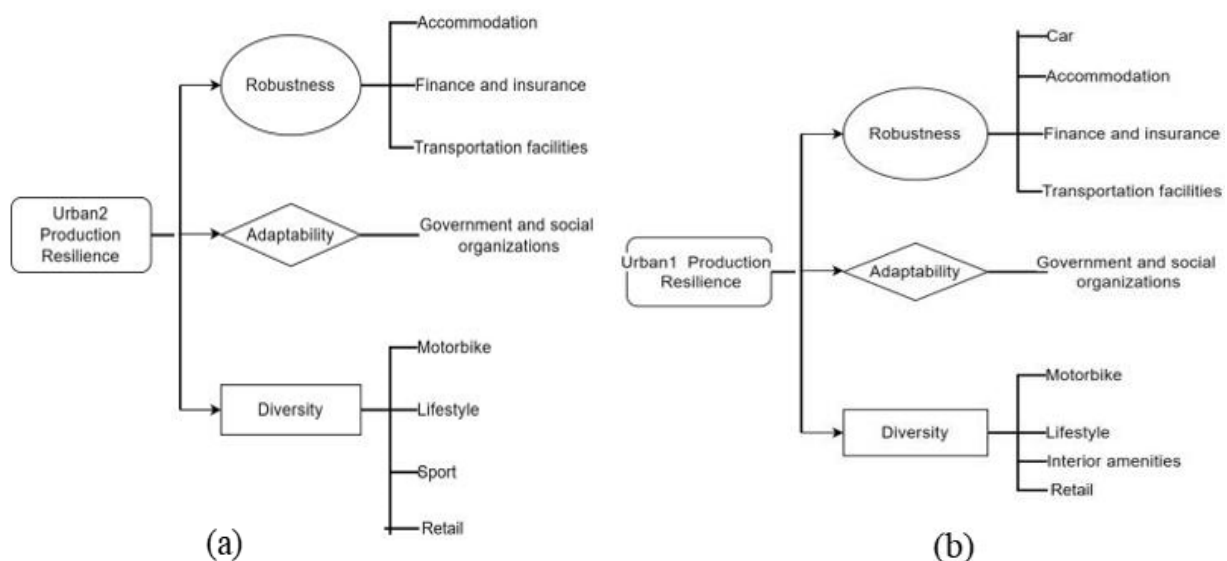 Accommodation
Robustness
Finance and insurance
Transportation facilities
Urban2
Production
Resilience
Adaptability
Government and social
organizations
Motorbike
Diversity
Lifestyle
Sport
Retail
(a)
Car
Accommodation
Robustness
Finance and insurance
Transportation facilities
Urban1 Production
Resilience
Adaptability
Government and social
organizations
Motorbike
Diversity
Lifestyle
Interior amenities
Retail
(b)